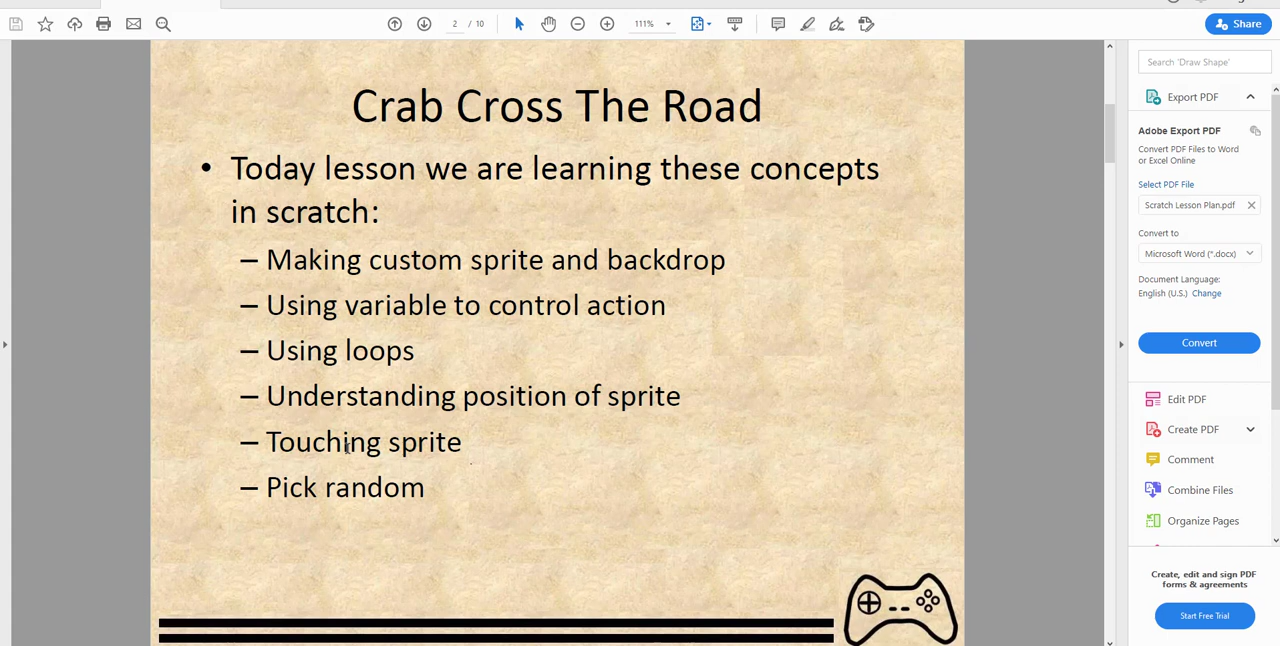 2 / 10
111%
Share
Crab Cross The Road
• Today lesson we are learning these concepts
in scratch:
– Making custom sprite and backdrop
– Using variable to control action
– Using loops
– Understanding position of sprite
– Touching sprite
– Pick random
Search 'Draw Shape'
Export PDF
Adobe Export PDF
Convert PDF Files to Word
or Excel Online
Select PDF File
Scratch Lesson Plan.pdf
Convert to
Microsoft Word (*.docx)
Document Language:
English (U.S.) Change
Convert
Edit PDF
Create PDF
Comment
Combine Files
Organize Pages
Create, edit and sign PDF
forms & agreements
Start Free Trial